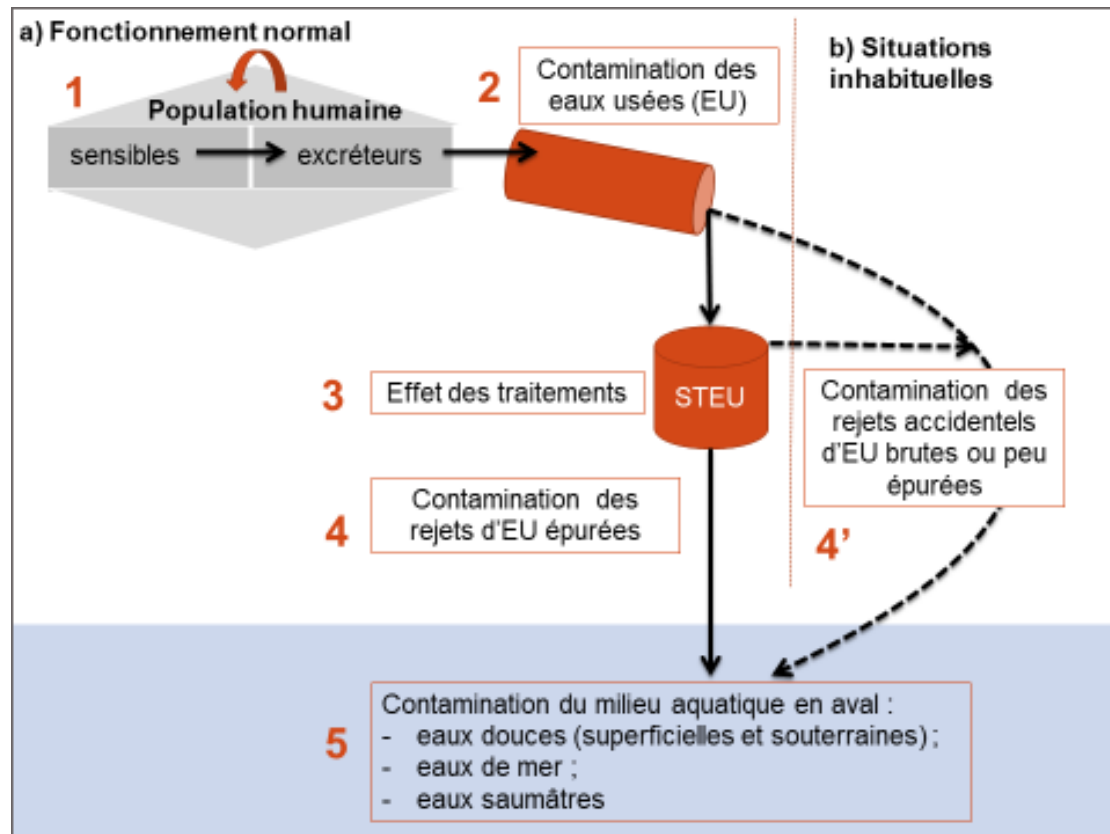 a) Fonctionnement normal
1
Population humaine
sensibles
excréteurs
2
Contamination des
eaux usées (EU)
b) Situations
inhabituelles
3
Effet des traitements
STEU
4
Contamination des
rejets d'EU épurées
Contamination des
rejets accidentels
d'EU brutes ou peu
épurées
4'
5
Contamination du milieu aquatique en aval :
- eaux douces (superficielles et souterraines) ;
- eaux de mer ;
- eaux saumâtres